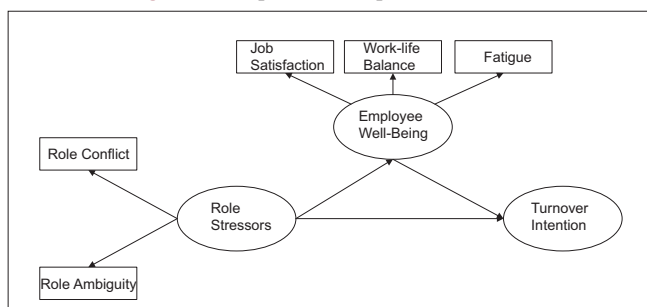 Job
Satisfaction
Work-life
Balance
Fatigue
Employee
Well-Being
Role Conflict
Role
Stressors
Turnover
Intention
Role Ambiguity